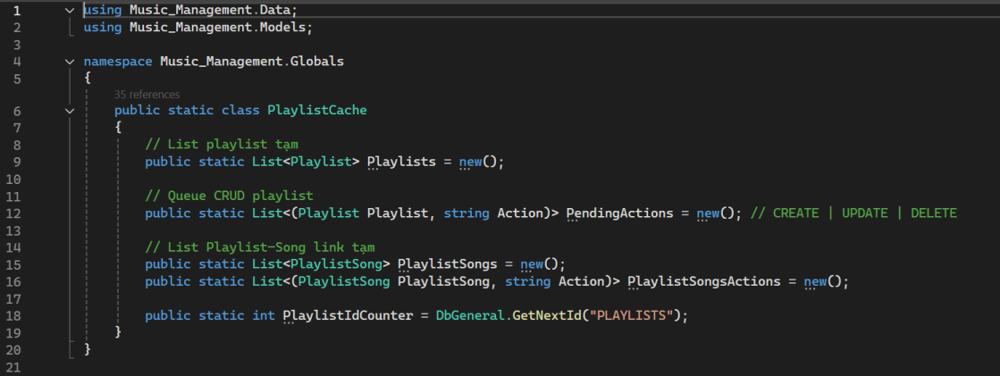 1 using Music_Management.Data;
2 using Music_Management.Models;
3
4 namespace Music_Management.Globals
5 {
35 references
6 public static class PlaylistCache
7 {
8 // List playlist tạm
9 public static List<Playlist> Playlists = new();
10
11 // Queue CRUD playlist
12 public static List<(Playlist Playlist, string Action)> PendingActions = new(); // CREATE | UPDATE | DELETE
13
14 // List Playlist-Song link tạm
15 public static List<PlaylistSong> PlaylistSongs = new();
16 public static List<(PlaylistSong PlaylistSong, string Action)> PlaylistSongsActions = new();
17
18 public static int PlaylistIdCounter = DbGeneral.GetNextId("PLAYLISTS");
19 }
20 }
21